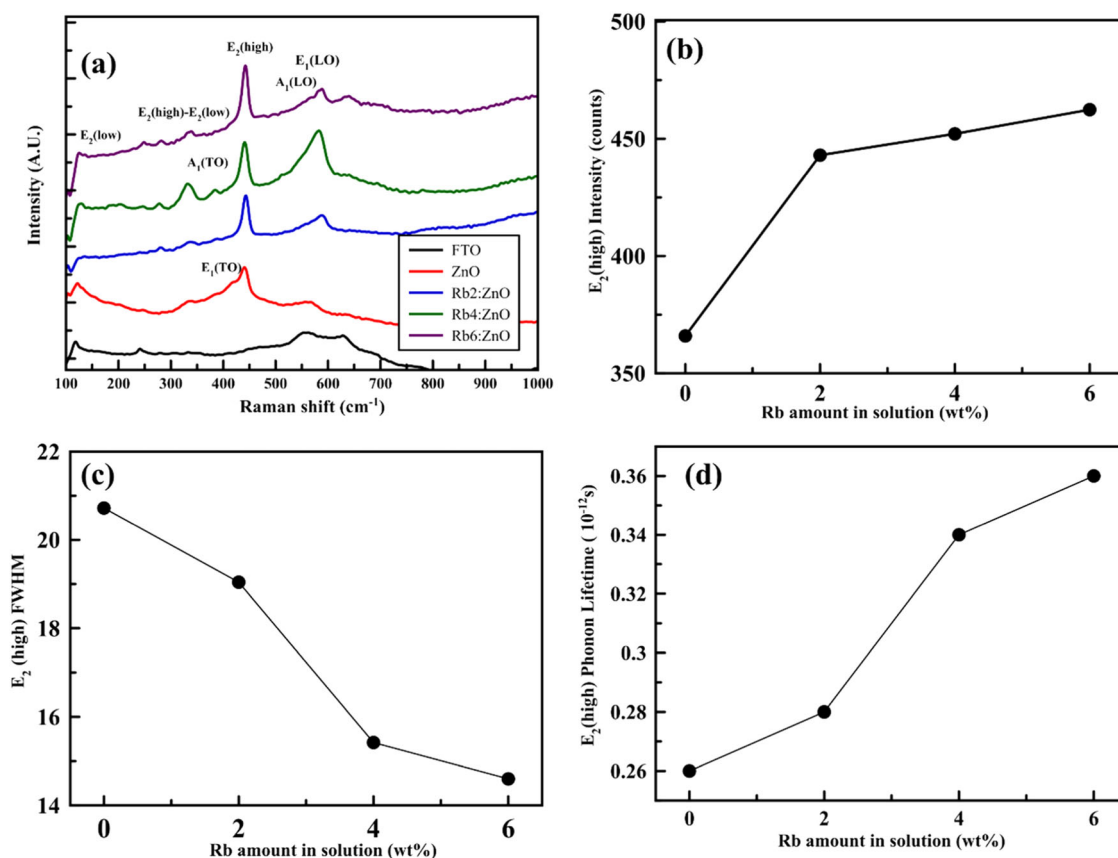 (a)
E₂(high)
E₁(LO)
A₁(LO)
E₂(high)-E₂(low)
E₂(low)
A₁(TO)
E₁(TO)
FTO
ZnO
Rb2:ZnO
Rb4:ZnO
Rb6:ZnO
Intensity (A.U.)
100 200 300 400 500 600 700 800 900 1000
Raman shift (cm⁻¹)
(b)
500
450
400
350
E₂(high) Intensity (counts)
0 2 4 6
Rb amount in solution (wt%)
(c)
22
20
18
16
14
E₂ (high) FWHM
0 2 4 6
Rb amount in solution (wt%)
(d)
0.36
0.34
0.32
0.3
0.28
0.26
E₂(high) Phonon Lifetime ( 10⁻¹²s)
0 2 4 6
Rb amount in solution (wt%)